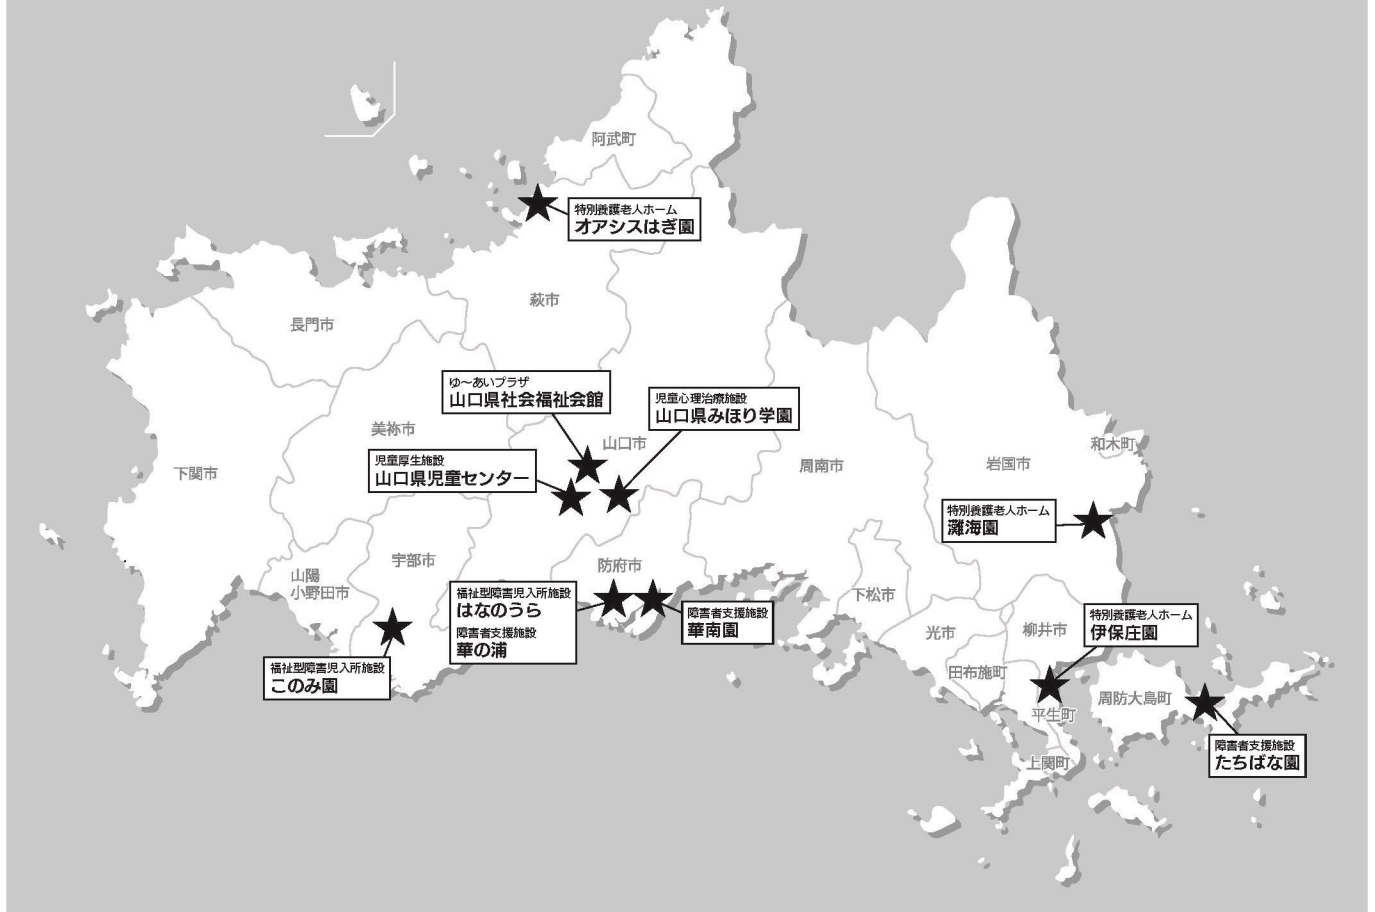 阿武町
特別養護老人ホーム
オアシスはぎ園
萩市
長門市
ゆ～あいプラザ
山口県社会福祉会館
児童心理治療施設
山口県みほり学園
美祢市
山口市
和木町
児童厚生施設
山口県児童センター
下関市
周南市
岩国市
特別養護老人ホーム
灘海園
宇部市
防府市
山陽
小野田市
福祉型障害児入所施設
はなのうら
障害者支援施設
華の浦
障害者支援施設
華南園
下松市
光市
柳井市
特別養護老人ホーム
伊保庄園
福祉型障害児入所施設
このみ園
田布施町
周防大島町
平生町
障害者支援施設
たちばな園
上関町